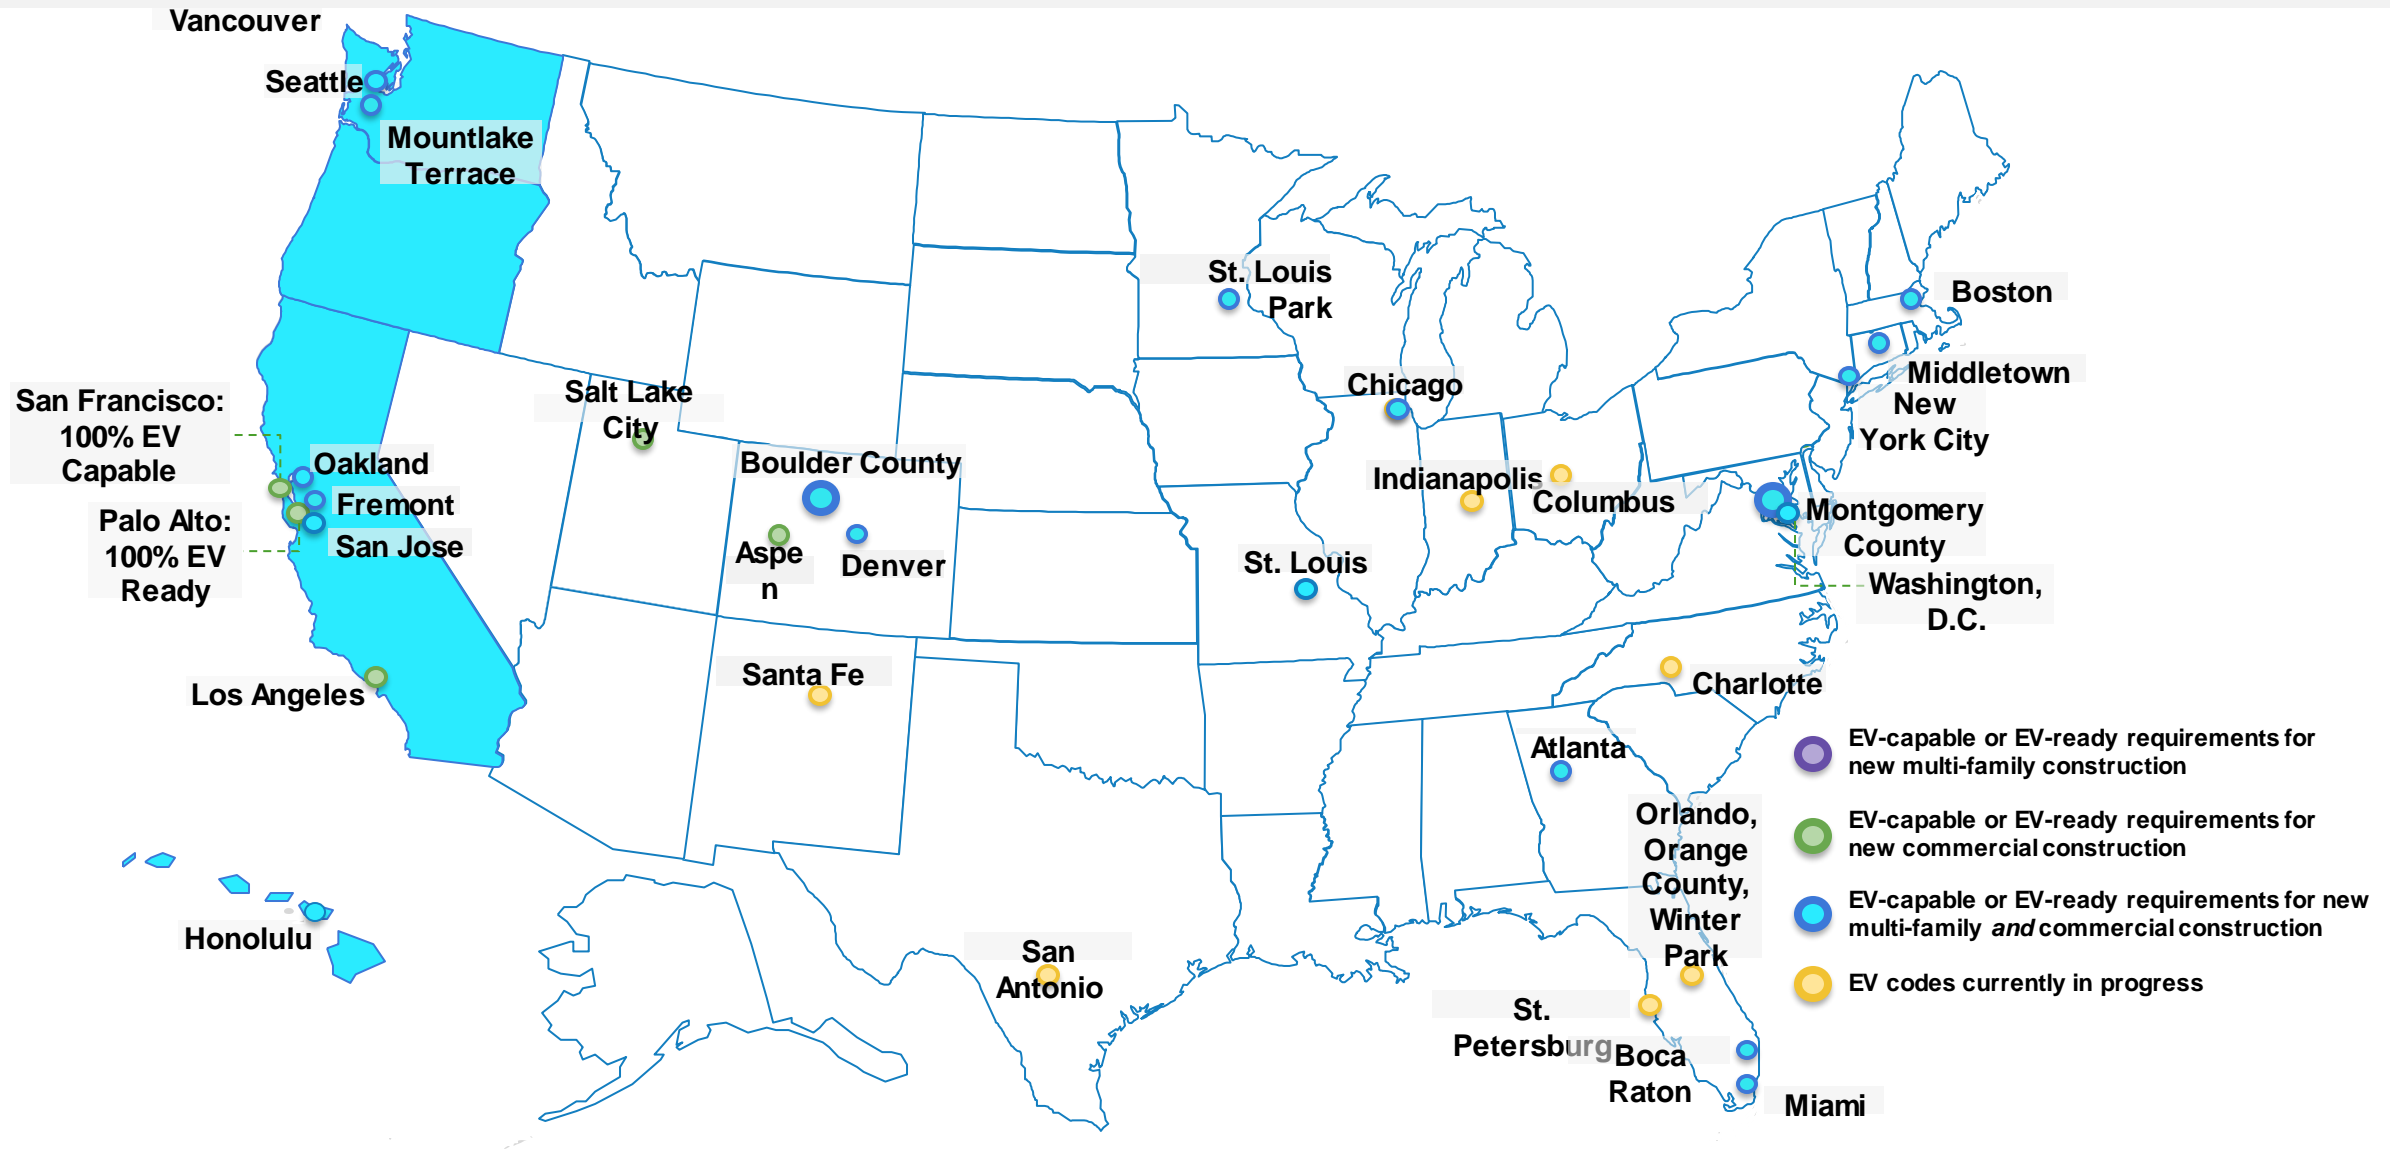 Vancouver
Seattle
Mountlake
Terrace
San Francisco:
100% EV
Capable
Oakland
Fremont
San Jose
Palo Alto:
100% EV
Ready
Los Angeles
Honolulu
Salt Lake
City
Boulder County
Aspe
n
Denver
Santa Fe
San
Antonio
St. Louis
Park
Chicago
Indianapolis
Columbus
St. Louis
Boston
Middletown
New
York City
Montgomery
County
Washington,
D.C.
Charlotte
Atlanta
Orlando,
Orange
County,
Winter
Park
St.
Petersburg
Boca
Raton
Miami
EV-capable or EV-ready requirements for
new multi-family construction
EV-capable or EV-ready requirements for
new commercial construction
EV-capable or EV-ready requirements for new
multi-family and commercial construction
EV codes currently in progress